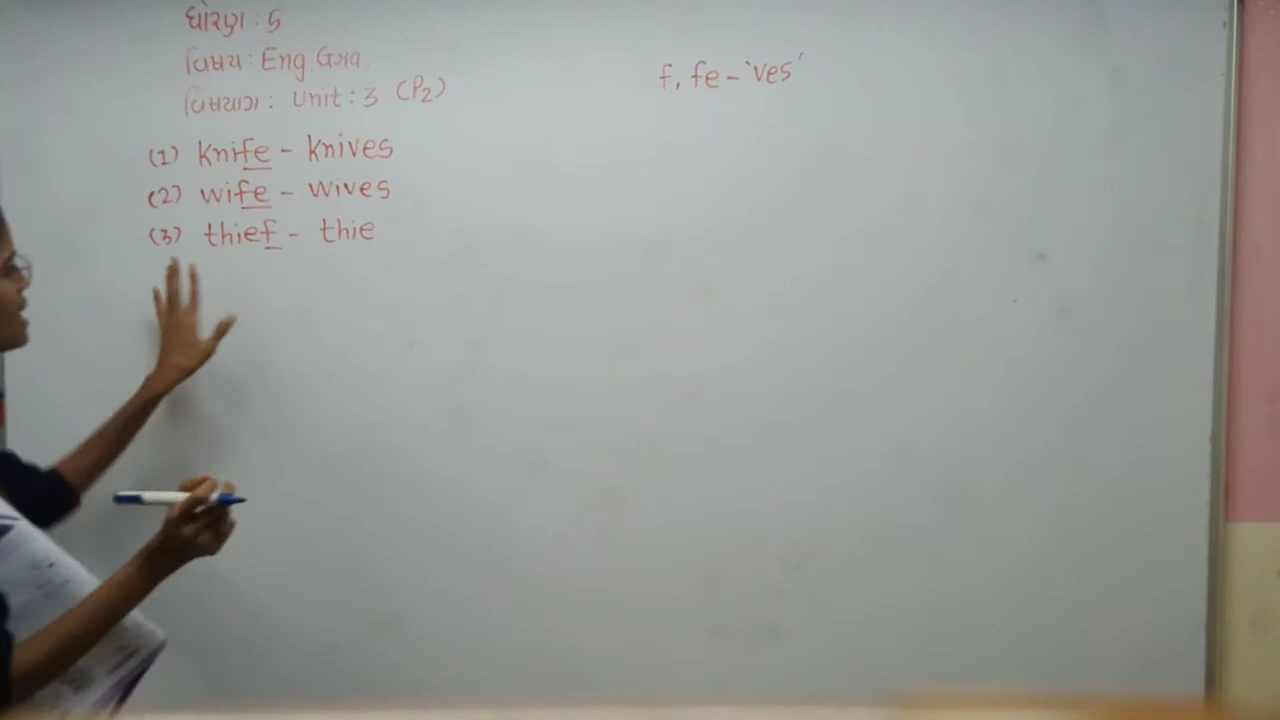 ધોરણ : 5
વિષય : Eng. Gra
વિષયાંગ : Unit : 3 (P2)
f, fe - 'ves'
(1) knife - knives
(2) wife - wives
(3) thief - thie